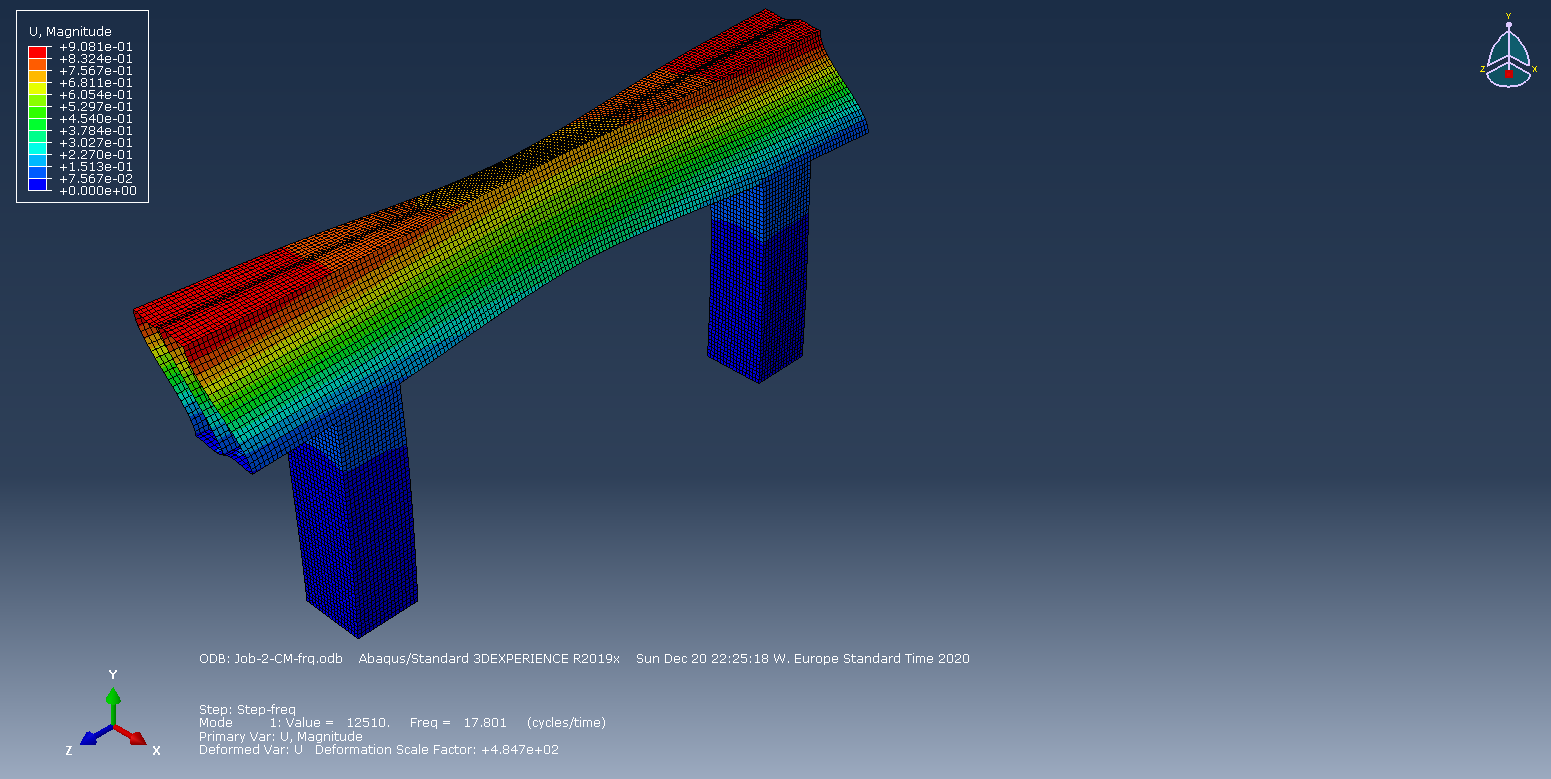 U, Magnitude
+9.081e-01
+8.324e-01
+7.567e-01
+6.811e-01
+6.054e-01
+5.297e-01
+4.540e-01
+3.784e-01
+3.027e-01
+2.270e-01
+1.513e-01
+7.567e-02
+0.000e+00
Y
Z X
ODB: Job-2-CM-frq.odb Abaqus/Standard 3DEXPERIENCE R2019x Sun Dec 20 22:25:18 W. Europe Standard Time 2020
Y
Z X
Step: Step-freq
Mode 1: Value = 12510. Freq = 17.801 (cycles/time)
Primary Var: U, Magnitude
Deformed Var: U Deformation Scale Factor: +4.847e+02